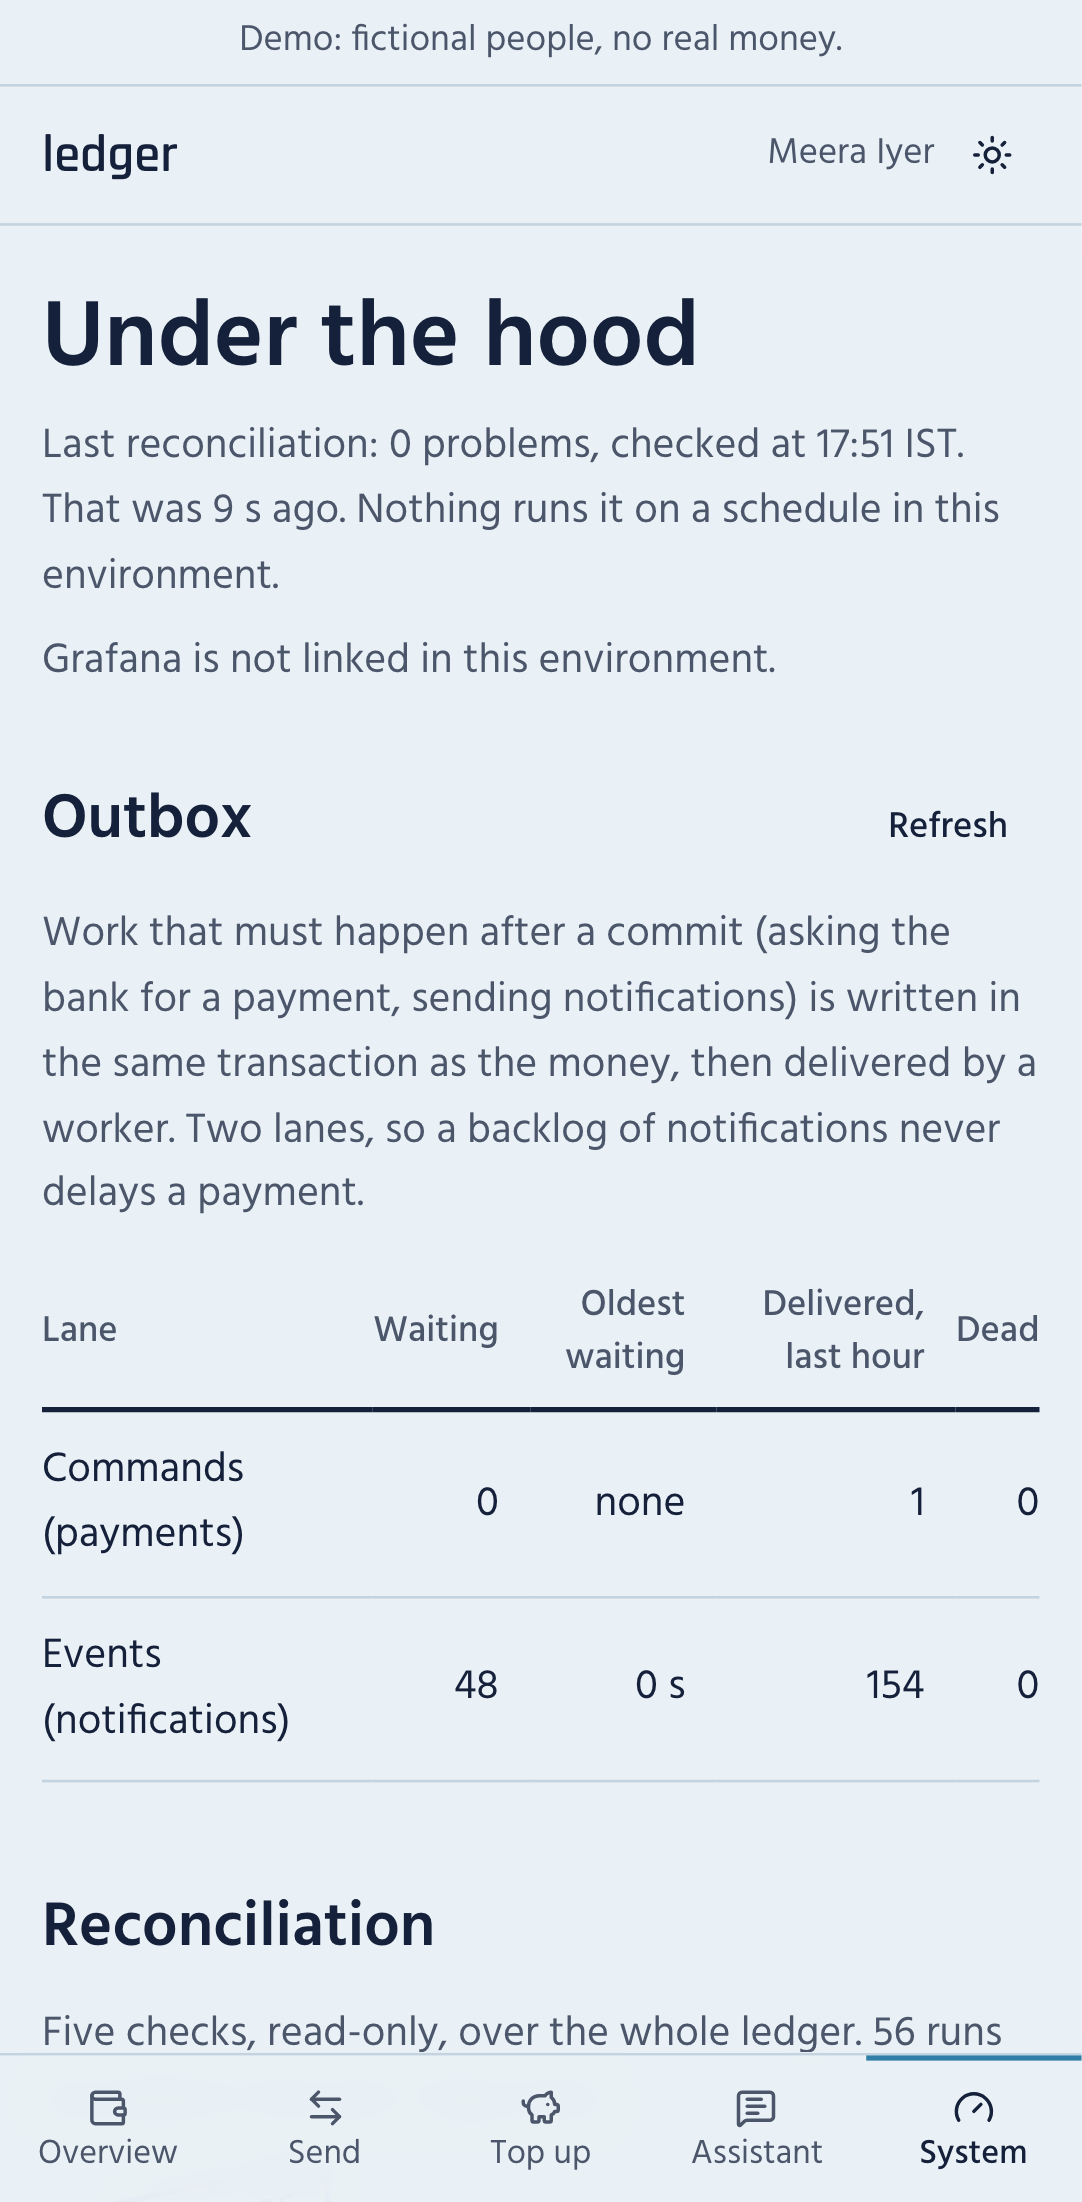 Demo: fictional people, no real money.
ledger
Meera Iyer
Under the hood
Last reconciliation: 0 problems, checked at 17:51 IST.
That was 9 s ago. Nothing runs it on a schedule in this
environment.
Grafana is not linked in this environment.
Outbox
Refresh
Work that must happen after a commit (asking the
bank for a payment, sending notifications) is written in
the same transaction as the money, then delivered by a
worker. Two lanes, so a backlog of notifications never
delays a payment.
Lane Waiting Oldest waiting Delivered, last hour Dead
Commands (payments) 0 none 1 0
Events (notifications) 48 0 s 154 0
Reconciliation
Five checks, read-only, over the whole ledger. 56 runs
Overview Send Top up Assistant System